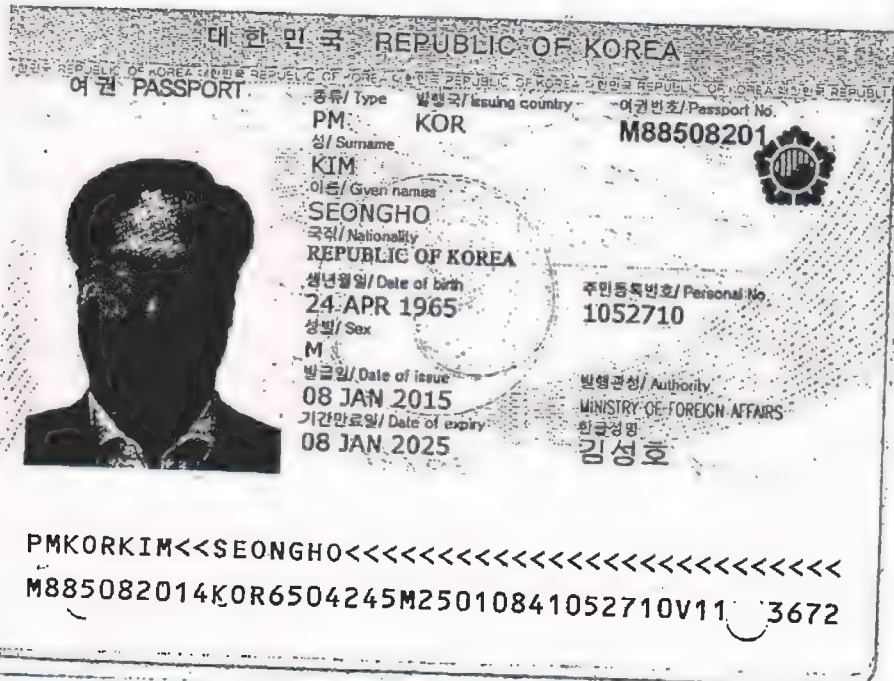 대한민국 REPUBLIC OF KOREA
여권 PASSPORT
종류/ Type 발행국/ Issuing country 여권번호/ Passport No.
PM KOR M88508201
성/ Surname
KIM
이름/ Given names
SEONGHO
국적/ Nationality
REPUBLIC OF KOREA
생년월일/ Date of birth 주민등록번호/ Personal No.
24 APR 1965 1052710
성별/ Sex
M
발급일/ Date of issue 발행관청/ Authority
08 JAN 2015 MINISTRY OF FOREIGN AFFAIRS
기간만료일/ Date of expiry 한글성명
08 JAN 2025 김성호
PMKORKIM<<SEONGHO<<<<<<<<<<<<<<<<<<<<<<<<<<<
M885082014KOR6504245M25010841052710V11 3672